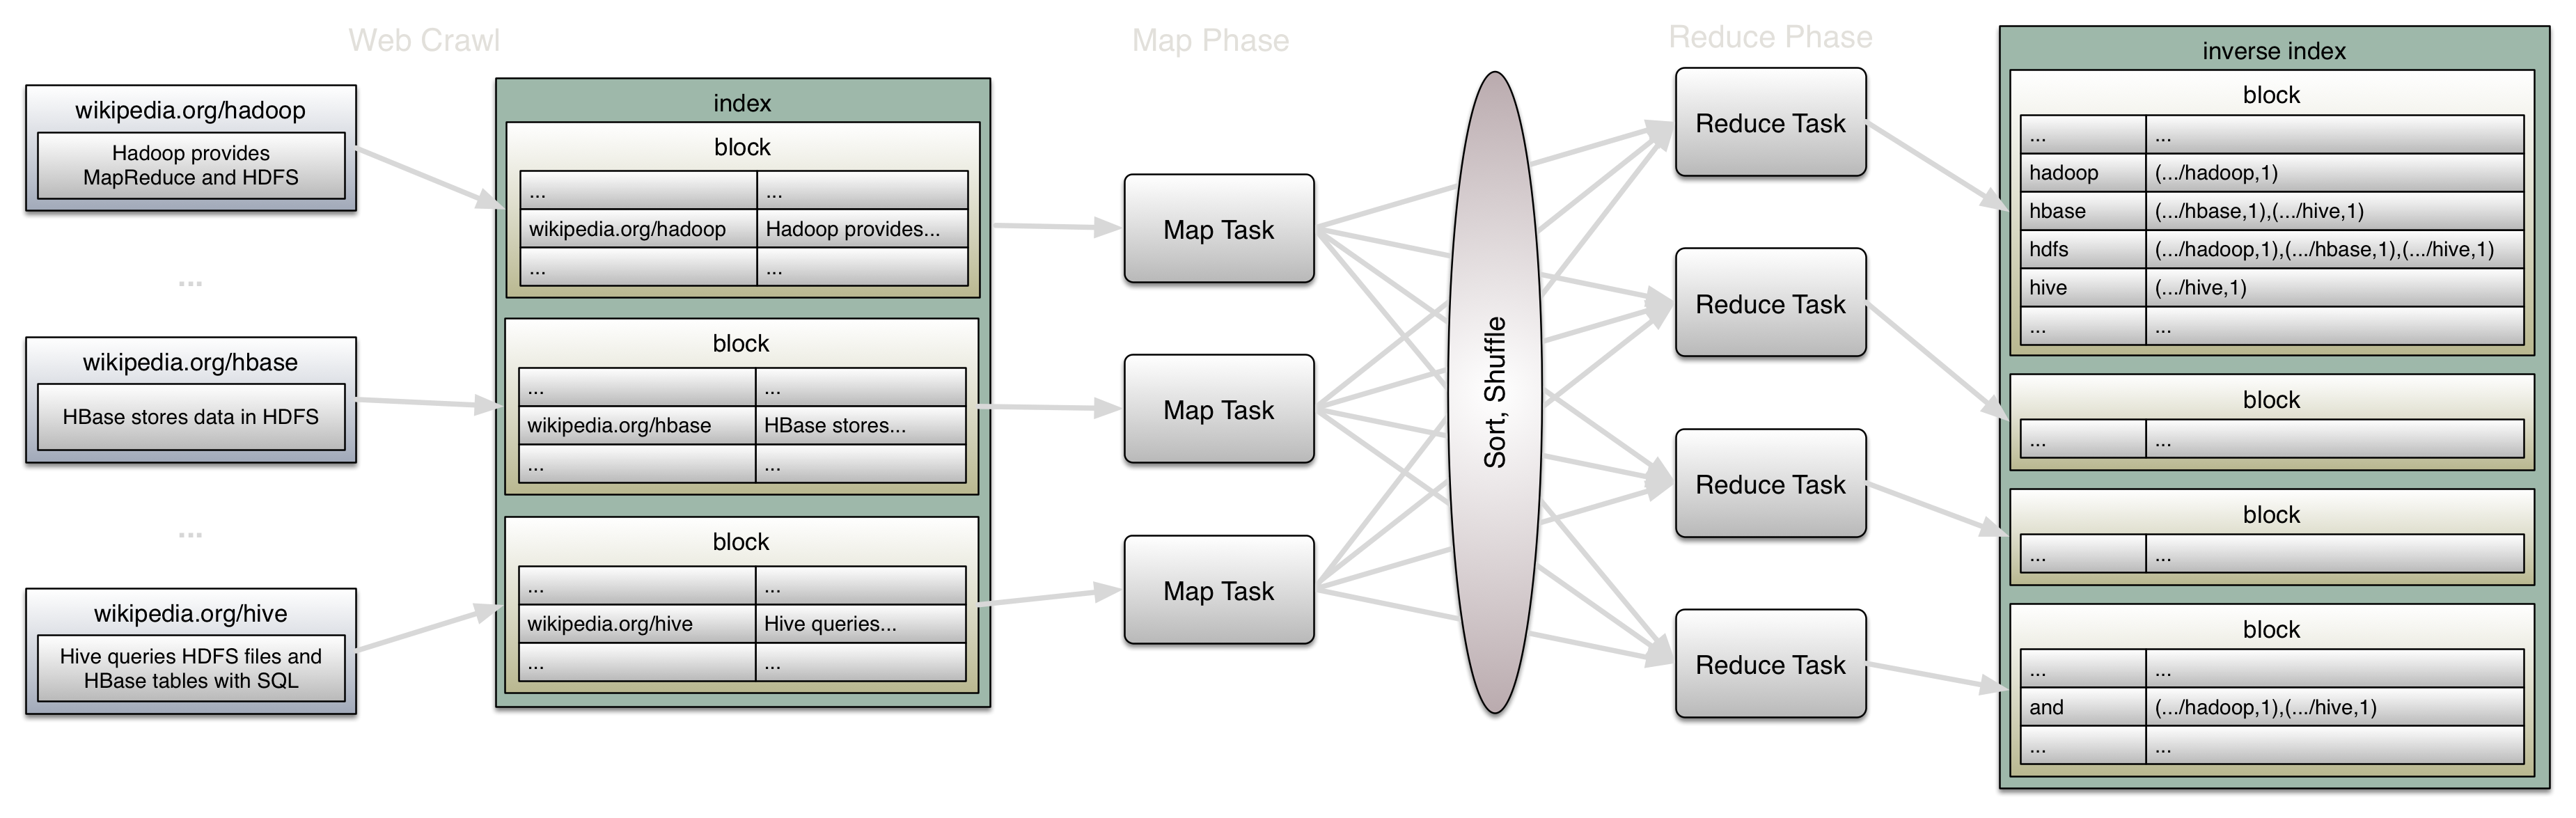 Web Crawl
Map Phase
Reduce Phase
wikipedia.org/hadoop
Hadoop provides
MapReduce and HDFS
...
wikipedia.org/hbase
HBase stores data in HDFS
...
wikipedia.org/hive
Hive queries HDFS files and
HBase tables with SQL
index
block
... ...
wikipedia.org/hadoop Hadoop provides...
... ...
block
... ...
wikipedia.org/hbase HBase stores...
... ...
block
... ...
wikipedia.org/hive Hive queries...
... ...
Map Task
Map Task
Map Task
Sort, Shuffle
Reduce Task
Reduce Task
Reduce Task
Reduce Task
inverse index
block
... ...
hadoop (.../hadoop,1)
hbase (.../hbase,1),(.../hive,1)
hdfs (.../hadoop,1),(.../hbase,1),(.../hive,1)
hive (.../hive,1)
... ...
block
... ...
block
... ...
block
... ...
and (.../hadoop,1),(.../hive,1)
... ...